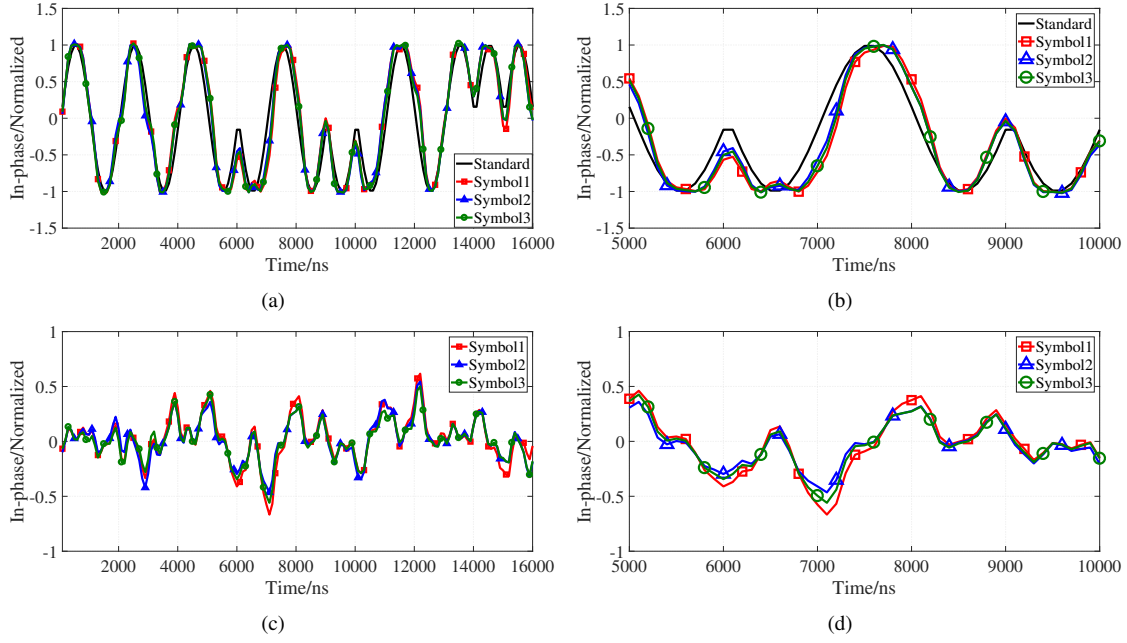 1.5
1
0.5
0
-0.5
-1
-1.5
In-phase/Normalized
Standard
Symbol1
Symbol2
Symbol3
2000 4000 6000 8000 10000 12000 14000 16000
Time/ns
(a)
1.5
1
0.5
0
-0.5
-1
-1.5
In-phase/Normalized
Standard
Symbol1
Symbol2
Symbol3
5000 6000 7000 8000 9000 10000
Time/ns
(b)
1
0.5
0
-0.5
-1
In-phase/Normalized
Symbol1
Symbol2
Symbol3
2000 4000 6000 8000 10000 12000 14000 16000
Time/ns
(c)
1
0.5
0
-0.5
-1
In-phase/Normalized
Symbol1
Symbol2
Symbol3
5000 6000 7000 8000 9000 10000
Time/ns
(d)